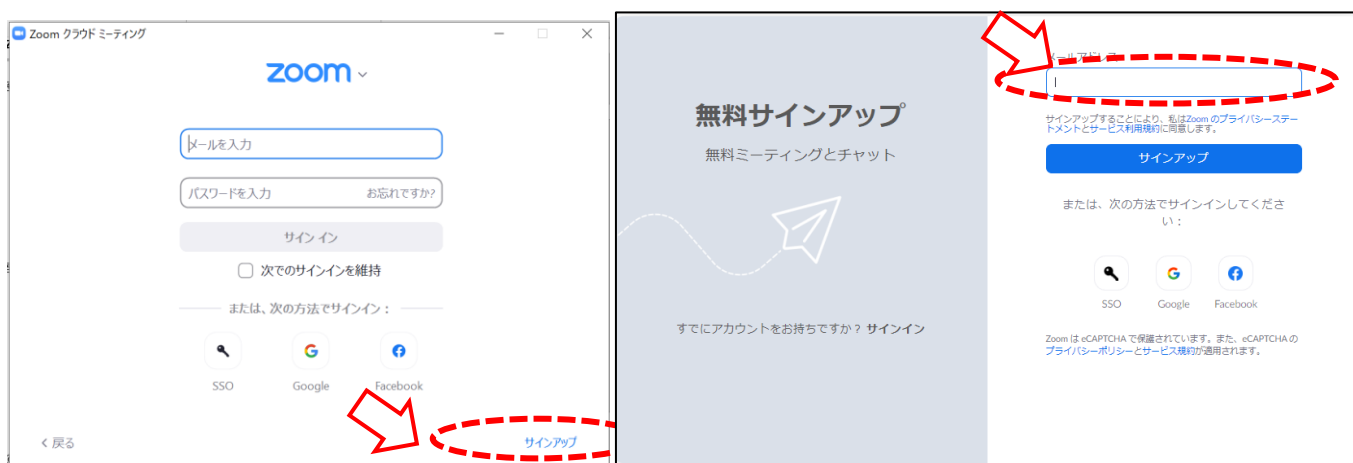 Zoom クラウド ミーティング
zoom
メールを入力
パスワードを入力 お忘れですか?
サイン イン
次でのサインインを維持
または、次の方法でサインイン：
SSO Google Facebook
く 戻る
サインアップ
無料サインアップ
無料ミーティングとチャット
すでにアカウントをお持ちですか？ サインイン
メールアドレス
サインアップすることにより、私はZoom のプライバシーステー
トメントとサービス利用規約に同意します。
サインアップ
または、次の方法でサインインしてくださ
い：
SSO Google Facebook
Zoom は eCAPTCHA で保護されています。また、eCAPTCHA の
プライバシーポリシーとサービス規約が適用されます。